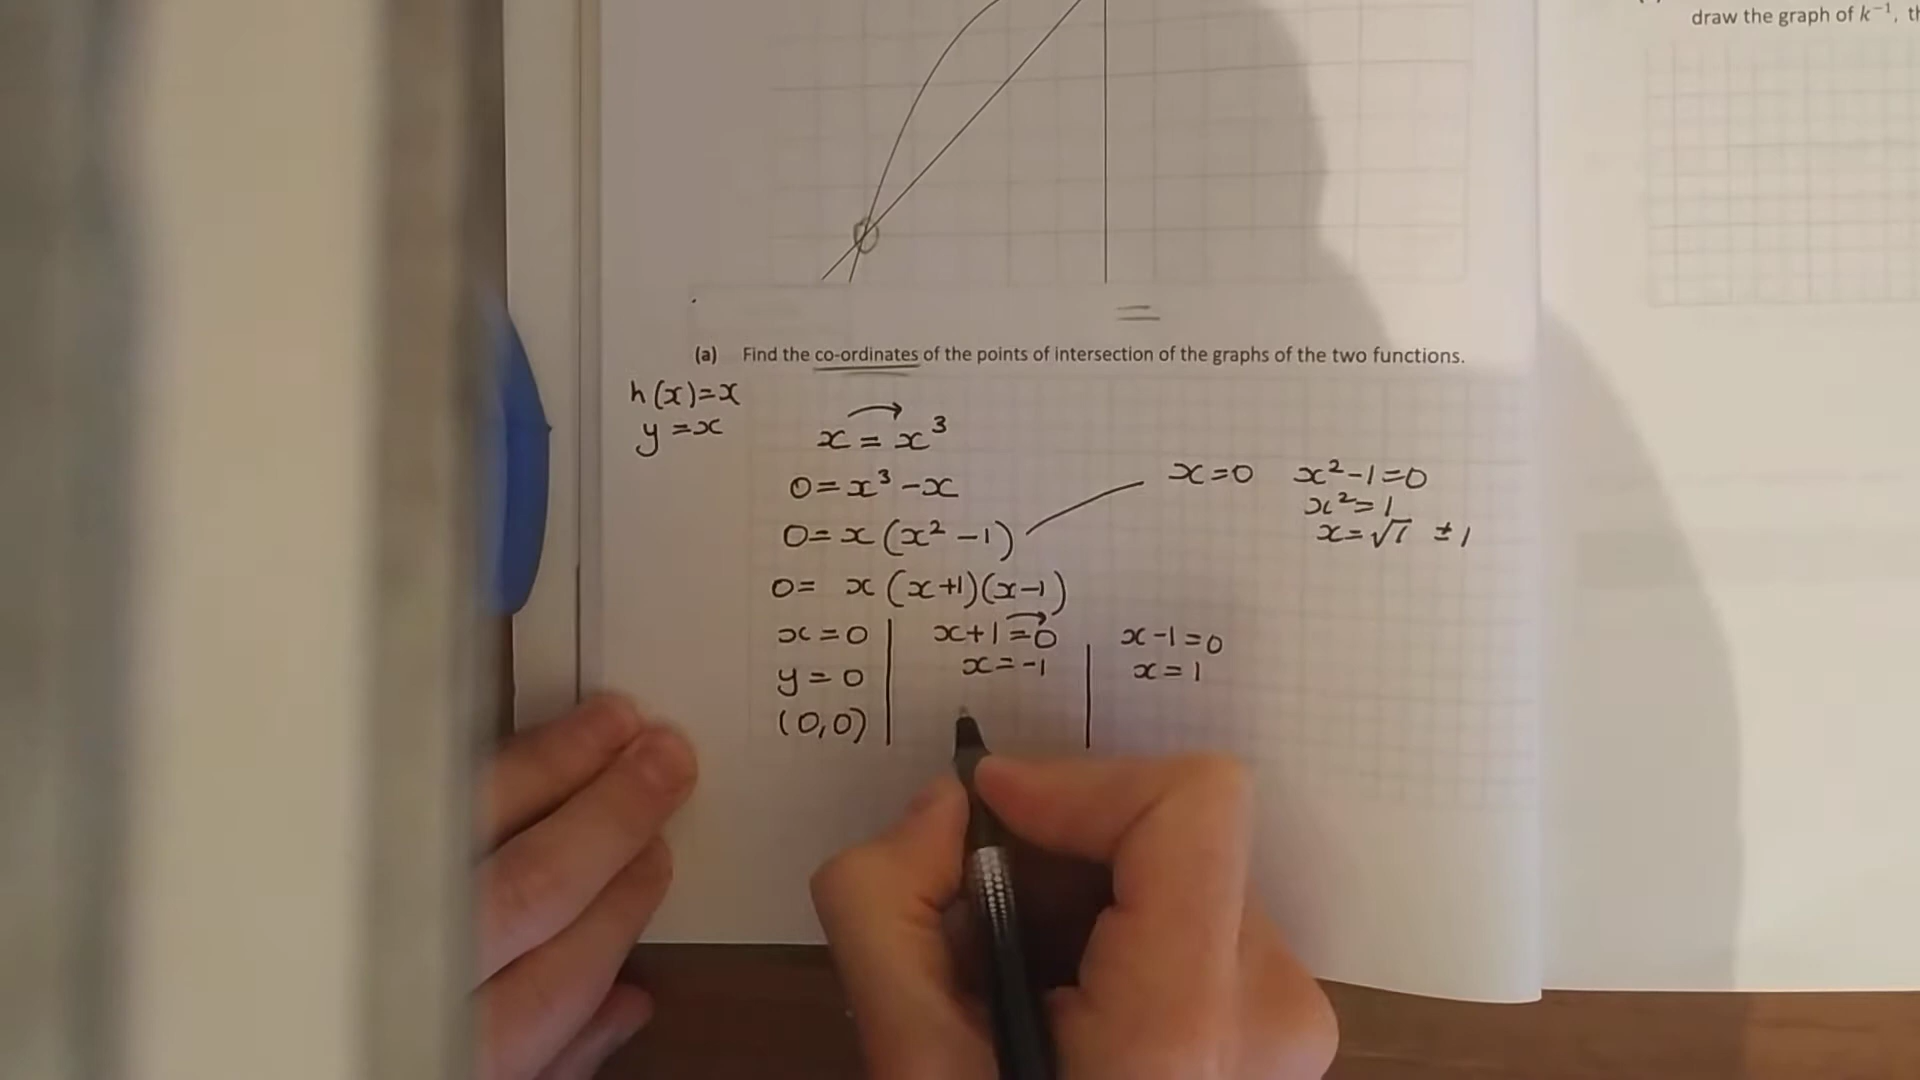 draw the graph of k⁻¹,
(a) Find the co-ordinates of the points of intersection of the graphs of the two functions.
h(x)=x
y=x
x=x³
0=x³-x
0=x(x²-1)
x=0 x²-1=0
x²=1
x=√1 ±1
0= x(x+1)(x-1)
x=0 x+1=0 x-1=0
y=0 x=-1 x=1
(0,0)